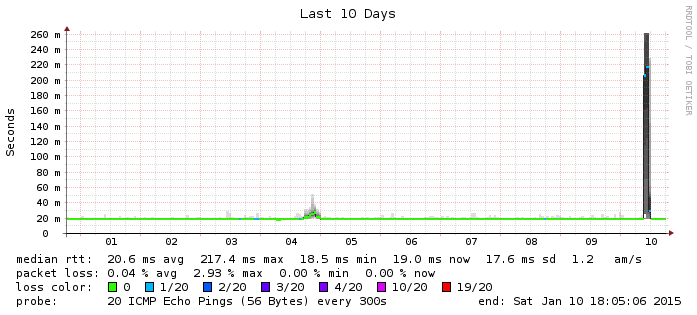 Last 10 Days
RRDTOOL / TOBI OETIKER
Seconds
260 m
240 m
220 m
200 m
180 m
160 m
140 m
120 m
100 m
80 m
60 m
40 m
20 m
0
01 02 03 04 05 06 07 08 09 10
median rtt: 20.6 ms avg 217.4 ms max 18.5 ms min 19.0 ms now 17.6 ms sd 1.2 am/s
packet loss: 0.04 % avg 2.93 % max 0.00 % min 0.00 % now
loss color: 0 1/20 2/20 3/20 4/20 10/20 19/20
probe: 20 ICMP Echo Pings (56 Bytes) every 300s end: Sat Jan 10 18:05:06 2015